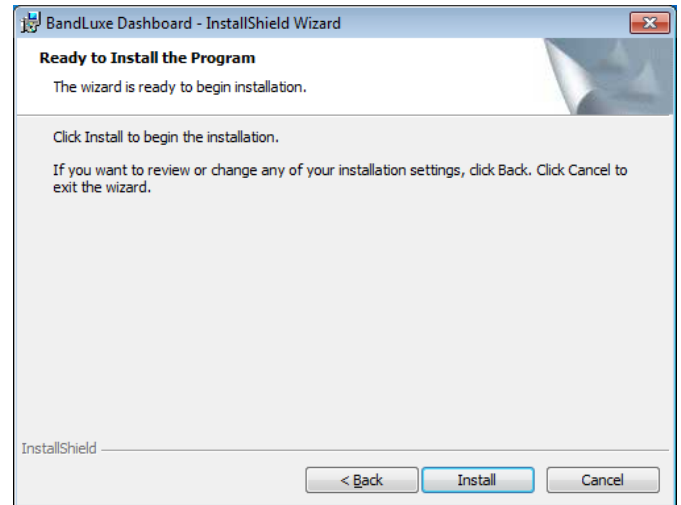 BandLuxe Dashboard - InstallShield Wizard
Ready to Install the Program
The wizard is ready to begin installation.
Click Install to begin the installation.
If you want to review or change any of your installation settings, click Back. Click Cancel to
exit the wizard.
InstallShield
< Back
Install
Cancel